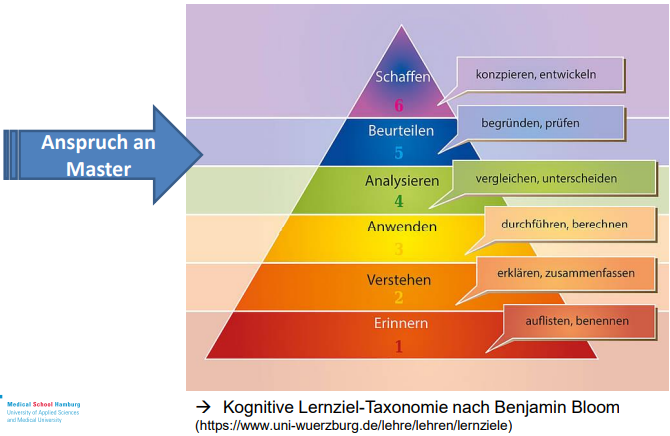 Anspruch an
Master
Schaffen
6
konzpieren, entwickeln
Beurteilen
5
begründen, prüfen
Analysieren
4
vergleichen, unterscheiden
Anwenden
3
durchführen, berechnen
Verstehen
2
erklären, zusammenfassen
Erinnern
1
auflisten, benennen
Medical School Hamburg
University of Applied Sciences
and Medical University
→ Kognitive Lernziel-Taxonomie nach Benjamin Bloom
(https://www.uni-wuerzburg.de/lehre/lehren/lernziele)